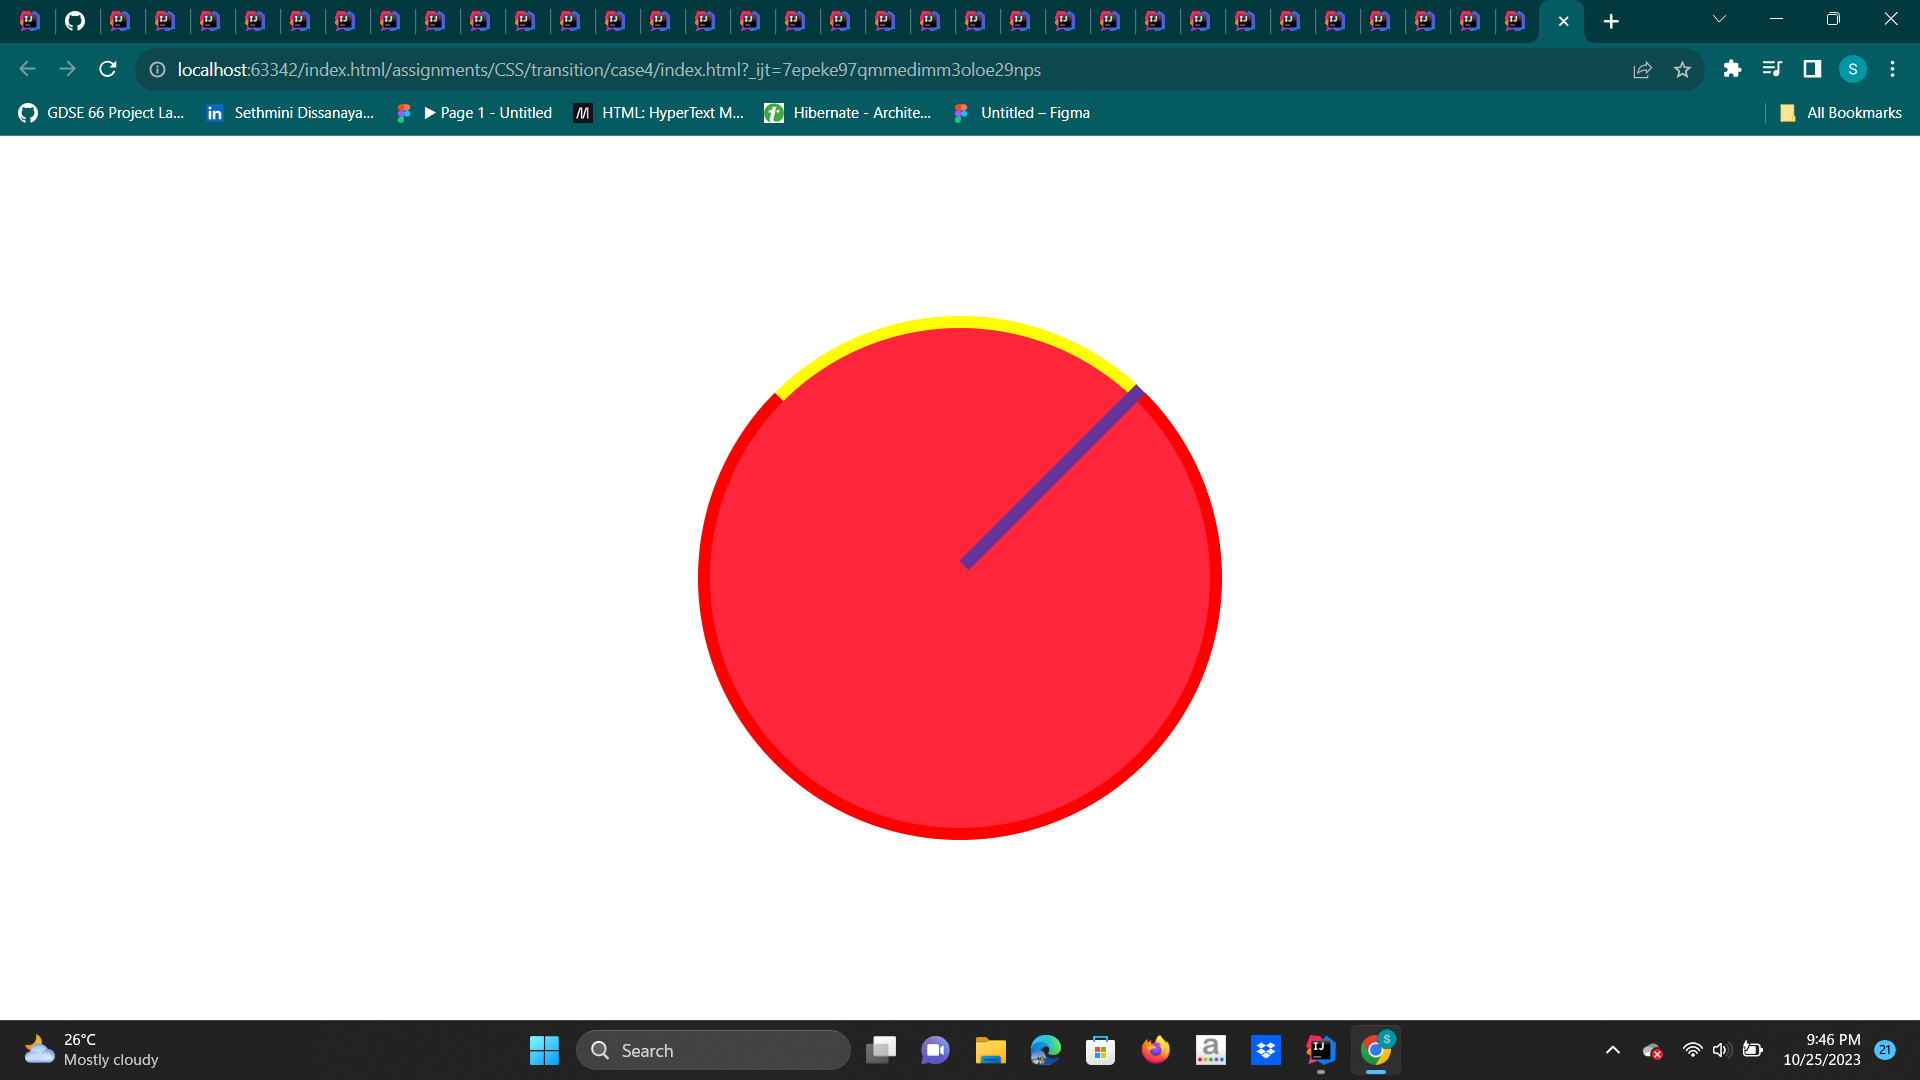 localhost:63342/index.html/assignments/CSS/transition/case4/index.html?_ijt=7epeke97qmmedimm3oloe29nps
S
GDSE 66 Project La...
Sethmini Dissanaya...
▶ Page 1 - Untitled
HTML: HyperText M...
Hibernate - Archite...
Untitled – Figma
All Bookmarks
26°C
Mostly cloudy
Search
9:46 PM
10/25/2023
21